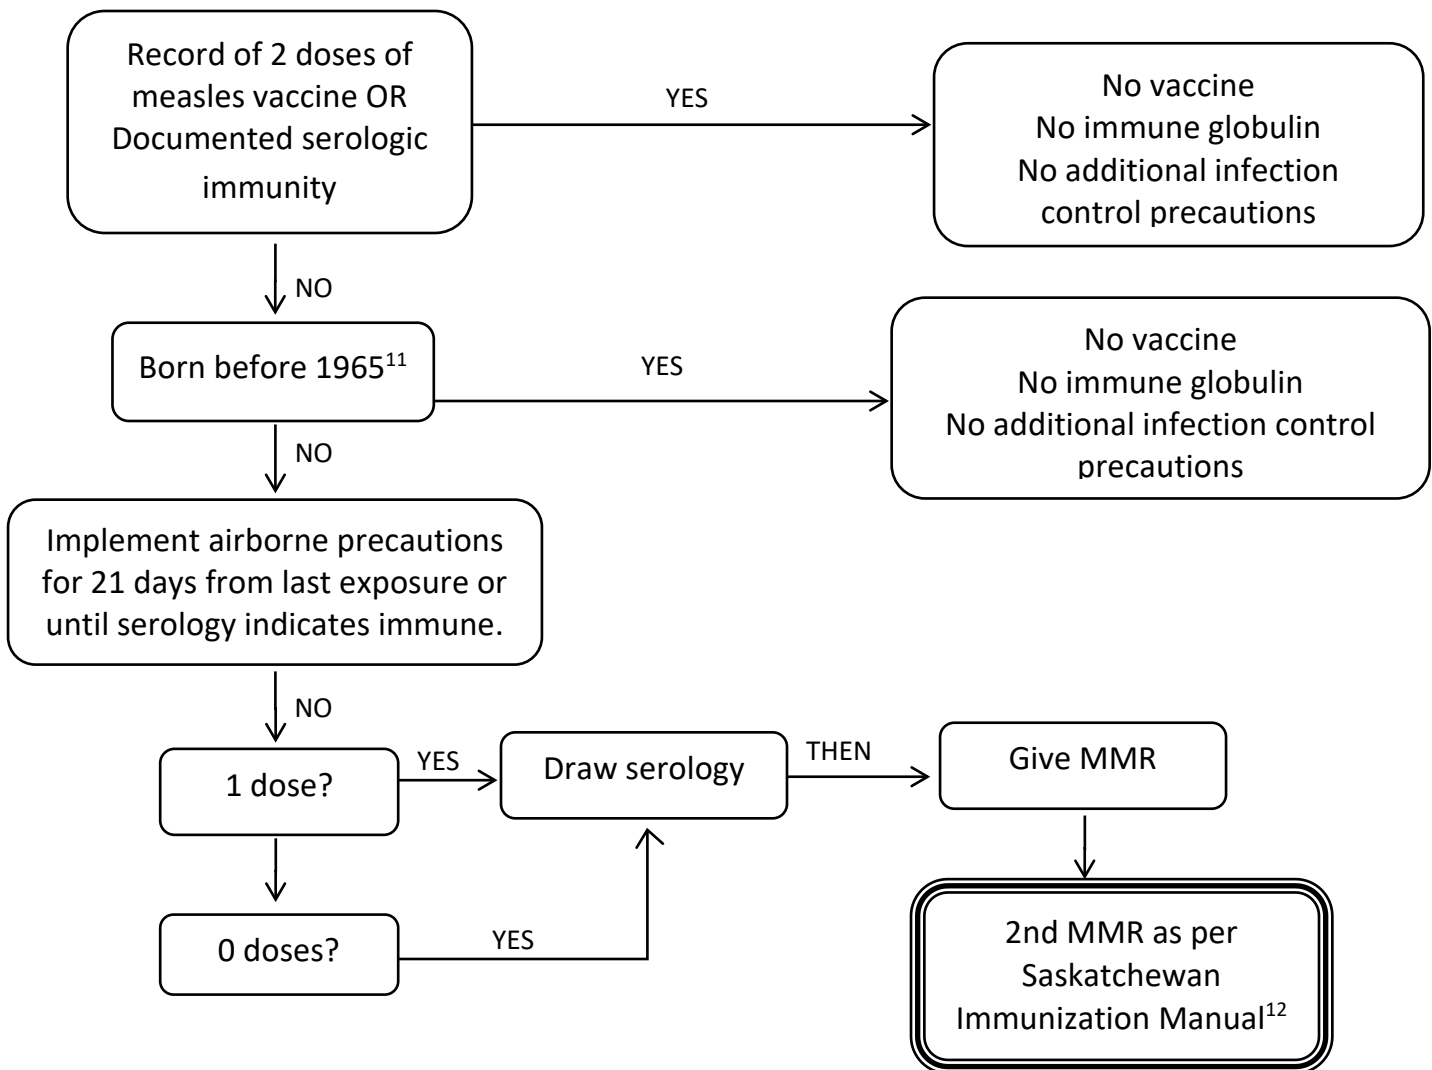 Record of 2 doses of
measles vaccine OR
Documented serologic
immunity
YES
No vaccine
No immune globulin
No additional infection
control precautions
NO
Born before 1965¹¹
YES
No vaccine
No immune globulin
No additional infection control
precautions
NO
Implement airborne precautions
for 21 days from last exposure or
until serology indicates immune.
NO
1 dose?
YES
Draw serology
THEN
Give MMR
0 doses?
YES
2nd MMR as per
Saskatchewan
Immunization Manual¹²